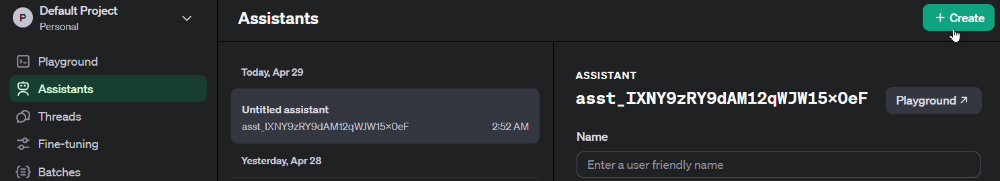 P
Default Project
Personal
Playground
Assistants
Threads
Fine-tuning
Batches
Assistants
+ Create
Today, Apr 29
Untitled assistant
asst_IXNY9zRY9dAM12qWJW15x0eF
2:52 AM
Yesterday, Apr 28
ASSISTANT
asst_IXNY9zRY9dAM12qWJW15x0eF
Playground ↗
Name
Enter a user friendly name